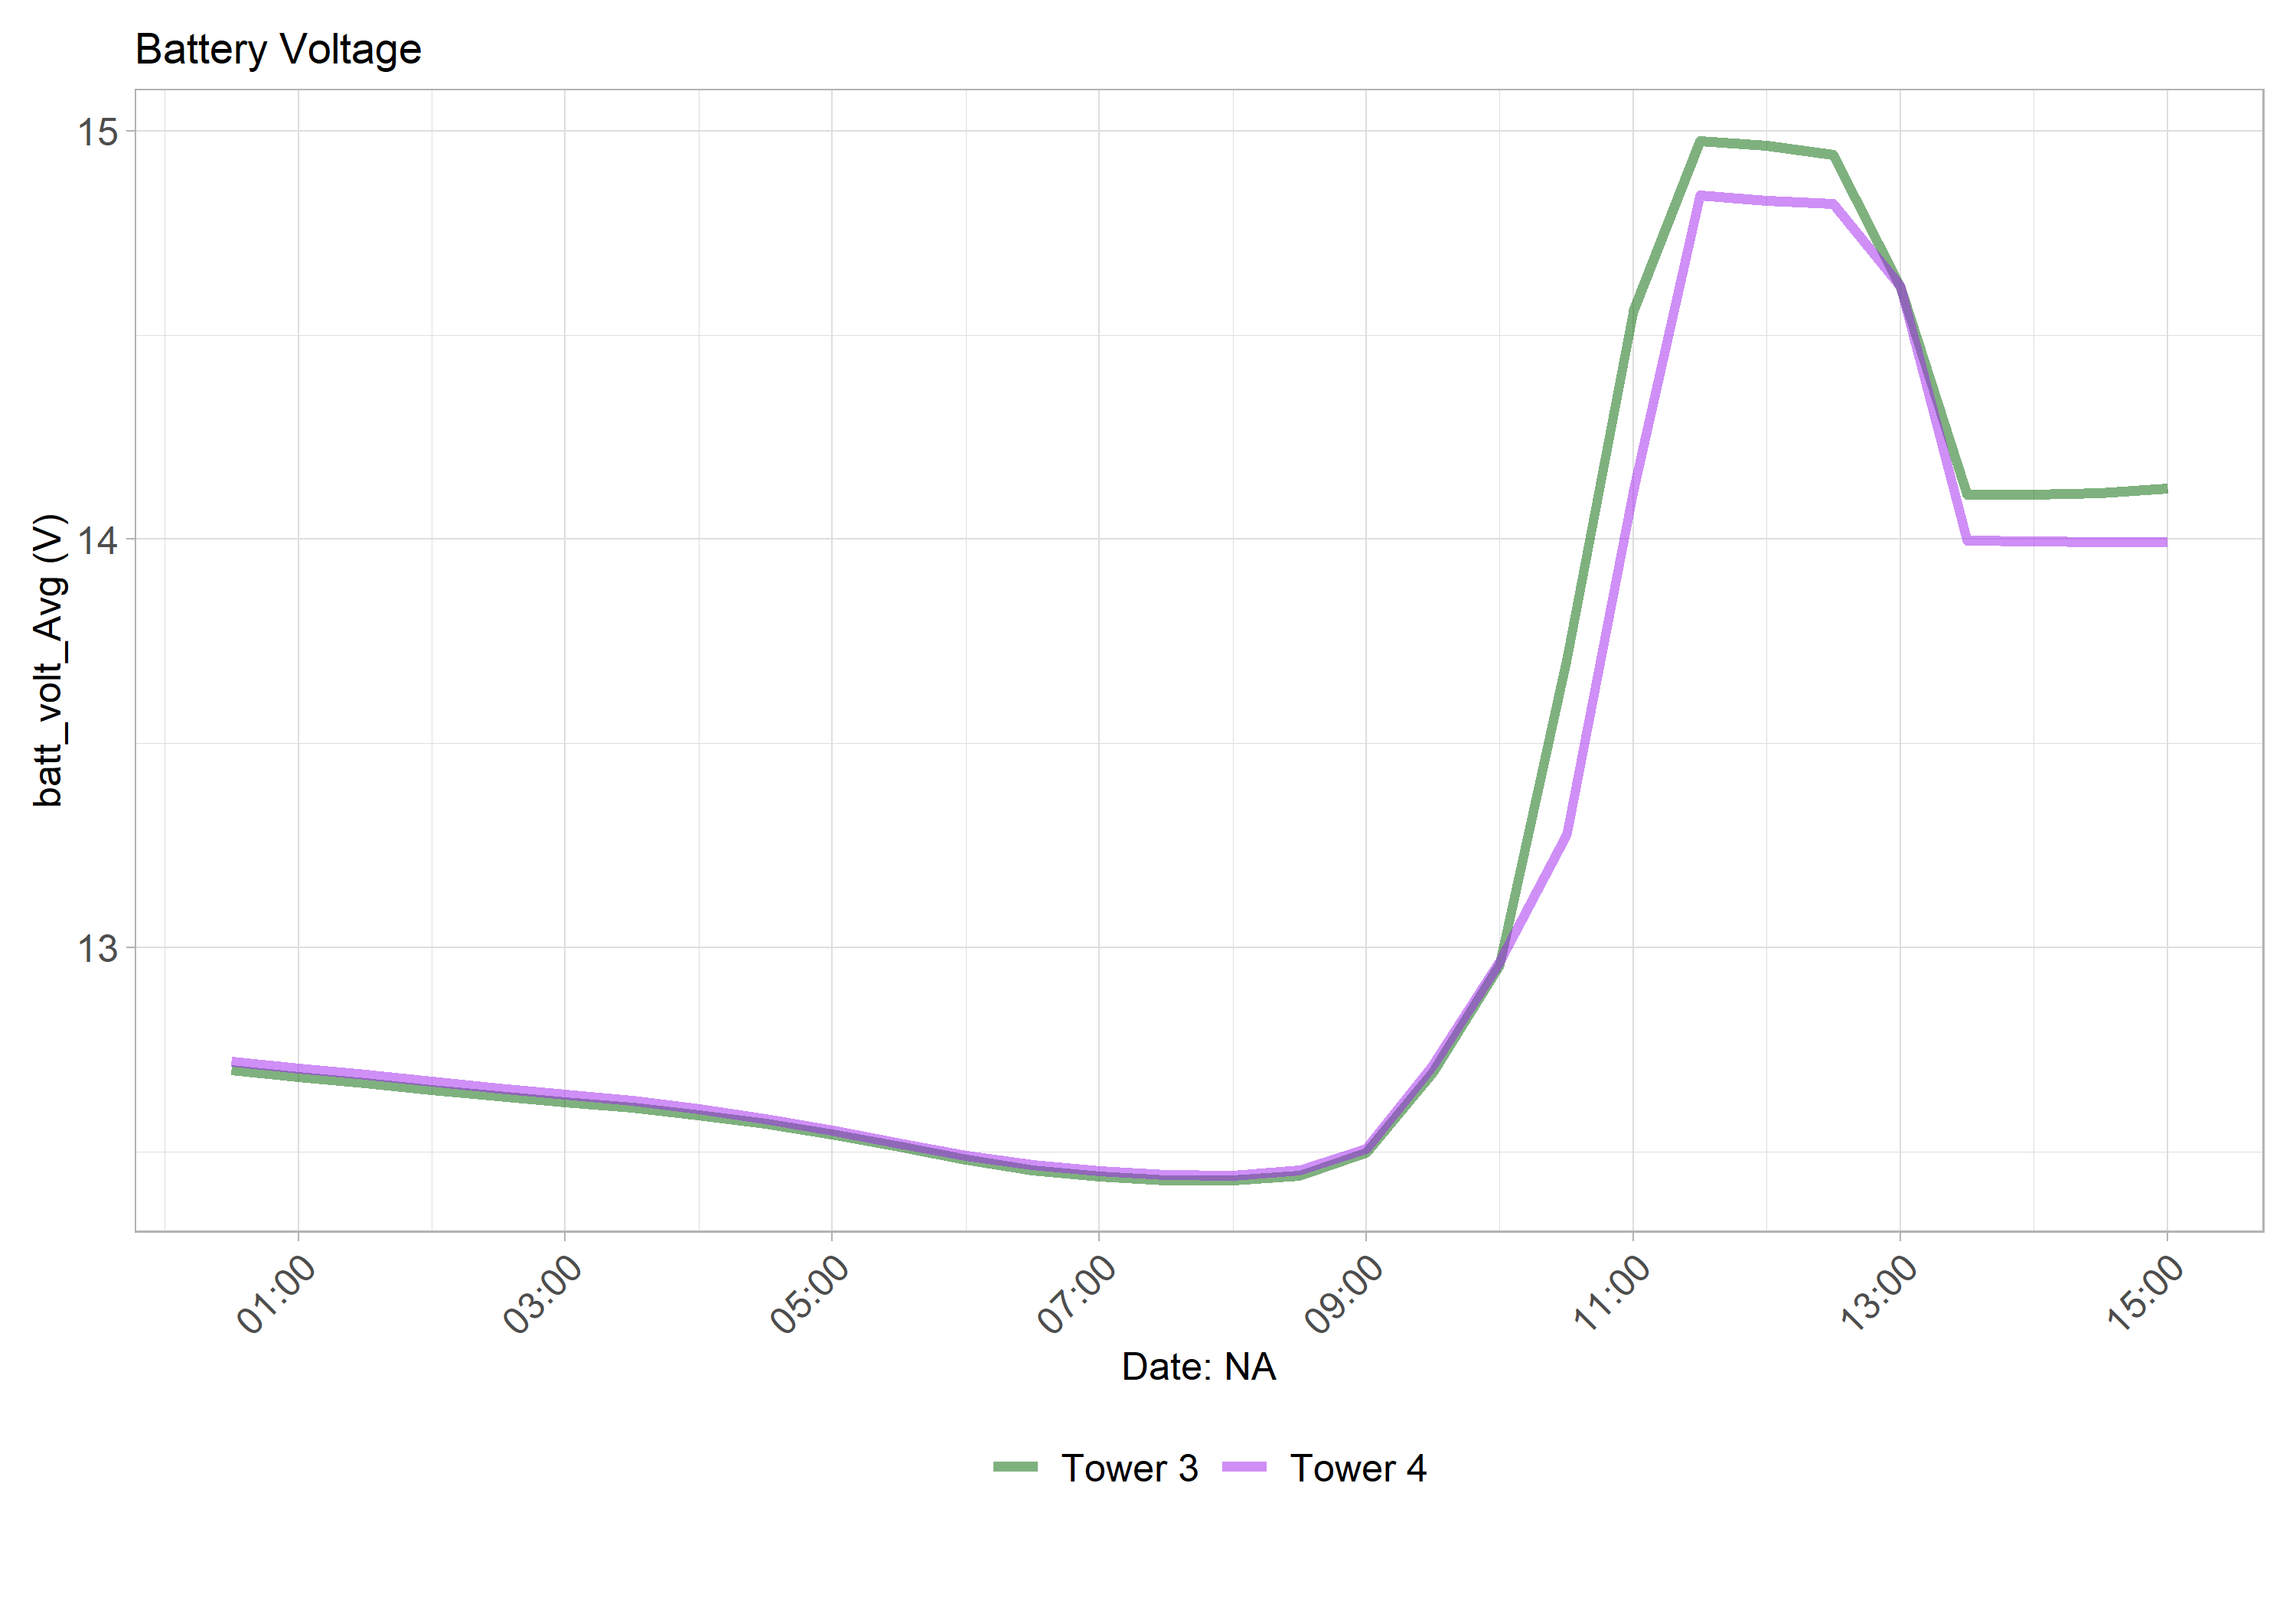 Battery Voltage
batt_volt_Avg (V)
15
14
13
01:00 03:00 05:00 07:00 09:00 11:00 13:00 15:00
Date: NA
Tower 3 Tower 4